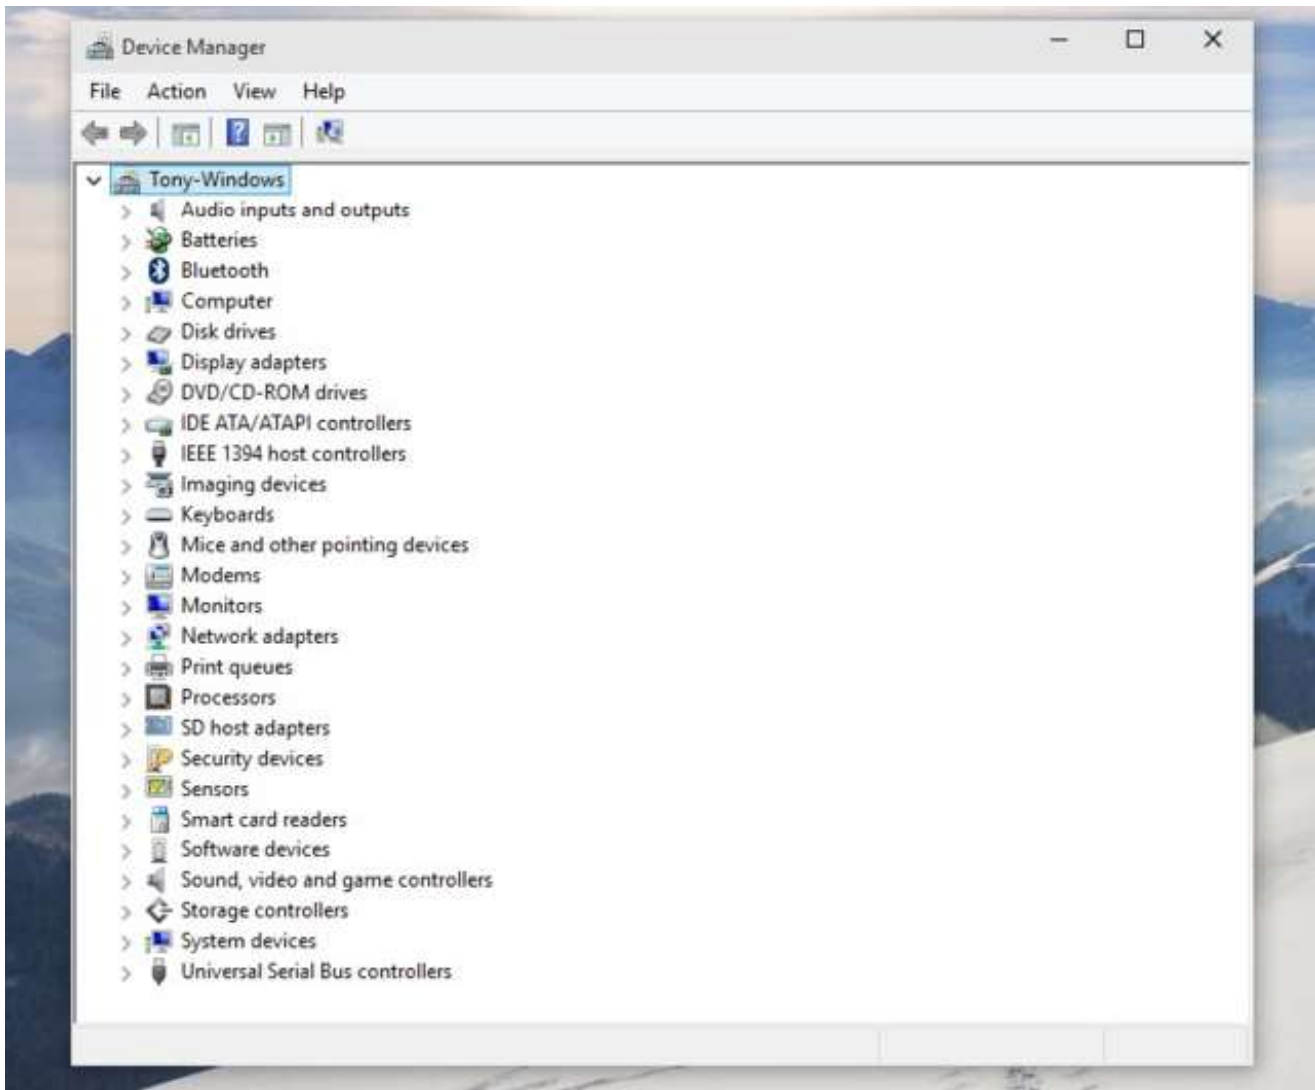 Device Manager
File Action View Help
Tony-Windows
Audio inputs and outputs
Batteries
Bluetooth
Computer
Disk drives
Display adapters
DVD/CD-ROM drives
IDE ATA/ATAPI controllers
IEEE 1394 host controllers
Imaging devices
Keyboards
Mice and other pointing devices
Modems
Monitors
Network adapters
Print queues
Processors
SD host adapters
Security devices
Sensors
Smart card readers
Software devices
Sound, video and game controllers
Storage controllers
System devices
Universal Serial Bus controllers